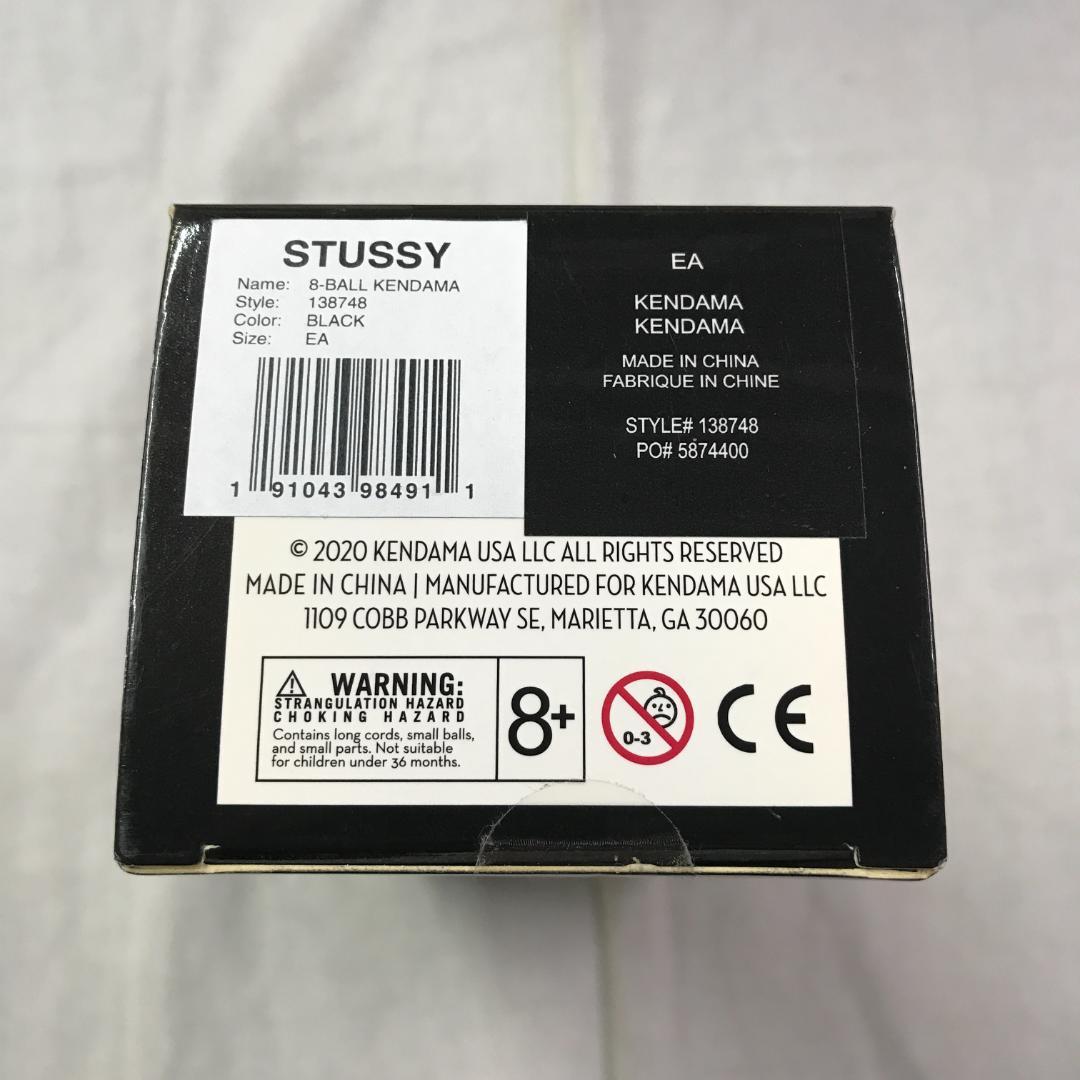 STUSSY
Name: 8-BALL KENDAMA
Style: 138748
Color: BLACK
Size: EA
1 91043 98491 1
EA
KENDAMA
KENDAMA
MADE IN CHINA
FABRIQUE IN CHINE
STYLE# 138748
PO# 5874400
© 2020 KENDAMA USA LLC ALL RIGHTS RESERVED
MADE IN CHINA | MANUFACTURED FOR KENDAMA USA LLC
1109 COBB PARKWAY SE, MARIETTA, GA 30060
WARNING:
STRANGULATION HAZARD
CHOKING HAZARD
Contains long cords, small balls,
and small parts. Not suitable
for children under 36 months.
8+
0-3
CE